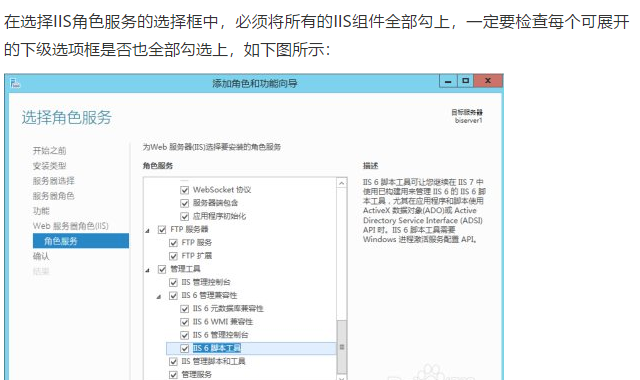 在选择IIS角色服务的选择框中，必须将所有的IIS组件全部勾上，一定要检查每个可展开
的下级选项框是否也全部勾选上，如下图所示：
添加角色和功能向导
选择角色服务
目标服务器
biserver1
开始之前
安装类型
服务器选择
服务器角色
功能
Web 服务器角色(IIS)
角色服务
确认
结果
为Web 服务器(IIS)选择要安装的角色服务
角色服务
WebSocket 协议
服务器端包含
应用程序初始化
FTP 服务器
FTP 服务
FTP 扩展
管理工具
IIS 管理控制台
IIS 6 管理兼容性
IIS 6 元数据库兼容性
IIS 6 WMI 兼容性
IIS 6 管理控制台
IIS 6 脚本工具
IIS 管理脚本和工具
管理服务
描述
IIS 6 脚本工具可让您继续在 IIS 7 中
使用已构建用来管理 IIS 6 的 IIS 6 脚
本工具，尤其在应用程序和脚本使用
ActiveX 数据对象(ADO)或 Active
Directory Service Interface (ADSI)
API 时。IIS 6 脚本工具需要
Windows 进程激活服务配置 API。